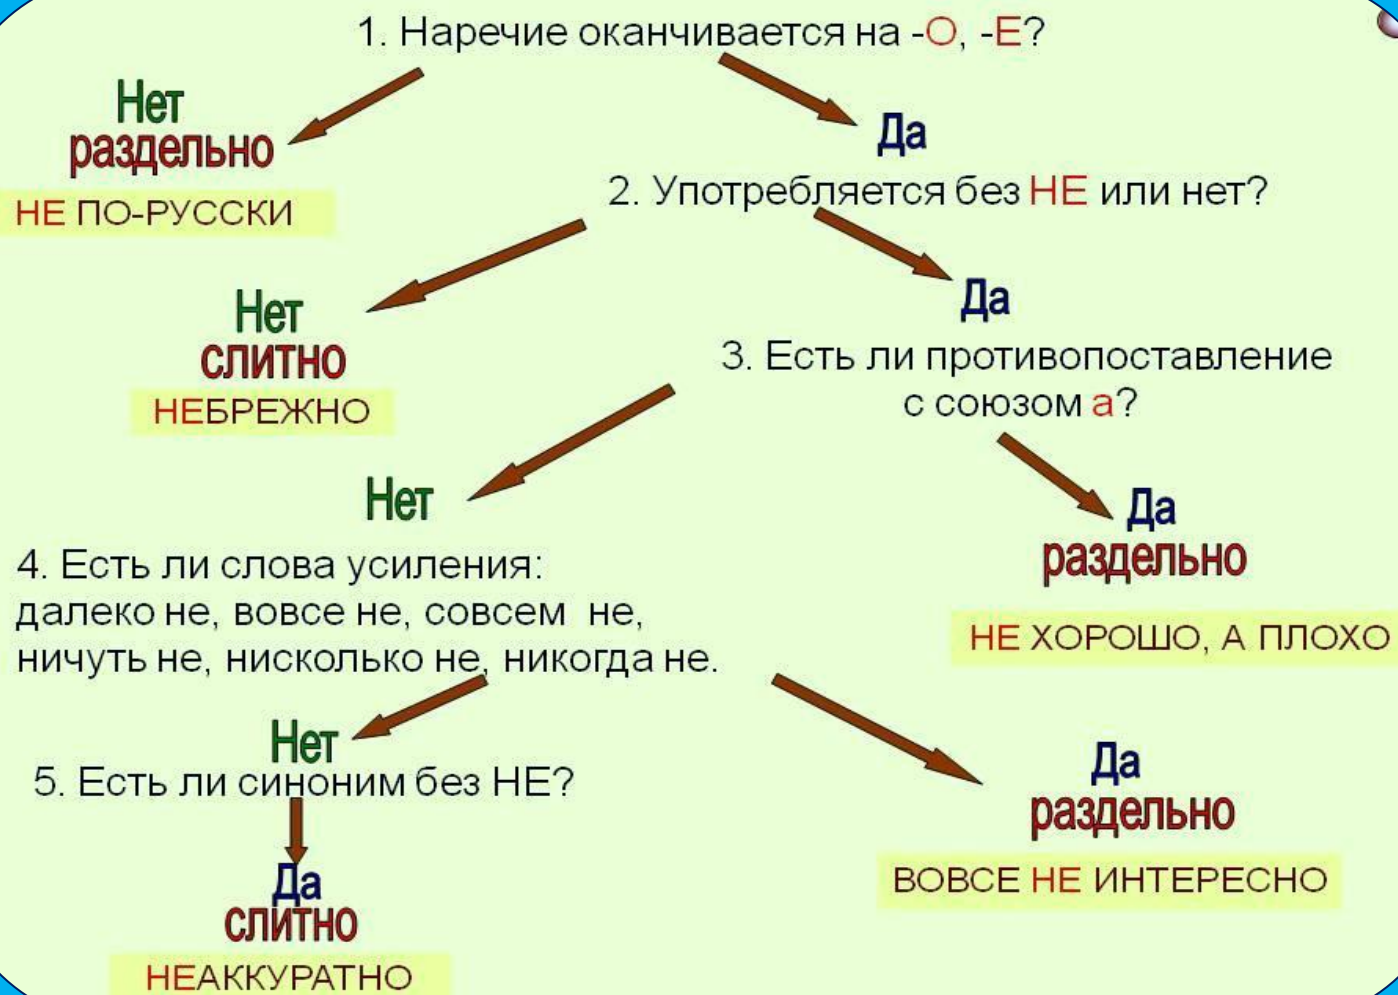 1. Наречие оканчивается на -О, -Е?
Нет
раздельно
НЕ ПО-РУССКИ
Да
2. Употребляется без НЕ или нет?
Нет
слитно
НЕБРЕЖНО
Да
3. Есть ли противопоставление
с союзом а?
Нет
Да
раздельно
НЕ ХОРОШО, А ПЛОХО
4. Есть ли слова усиления:
далеко не, вовсе не, совсем не,
ничуть не, нисколько не, никогда не.
Нет
5. Есть ли синоним без НЕ?
Да
слитно
НЕАККУРАТНО
Да
раздельно
ВОВСЕ НЕ ИНТЕРЕСНО